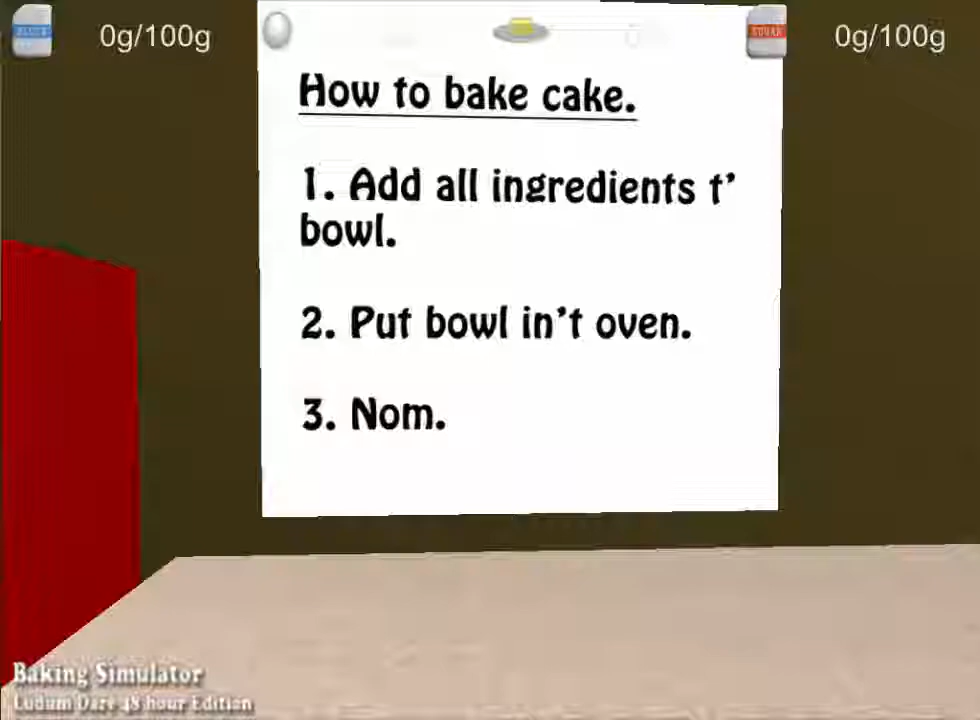 0g/100g
SUGAR
0g/100g
How to bake cake.
1. Add all ingredients t'
bowl.
2. Put bowl in't oven.
3. Nom.
Baking Simulator
Ludum Dare 48 hour Edition